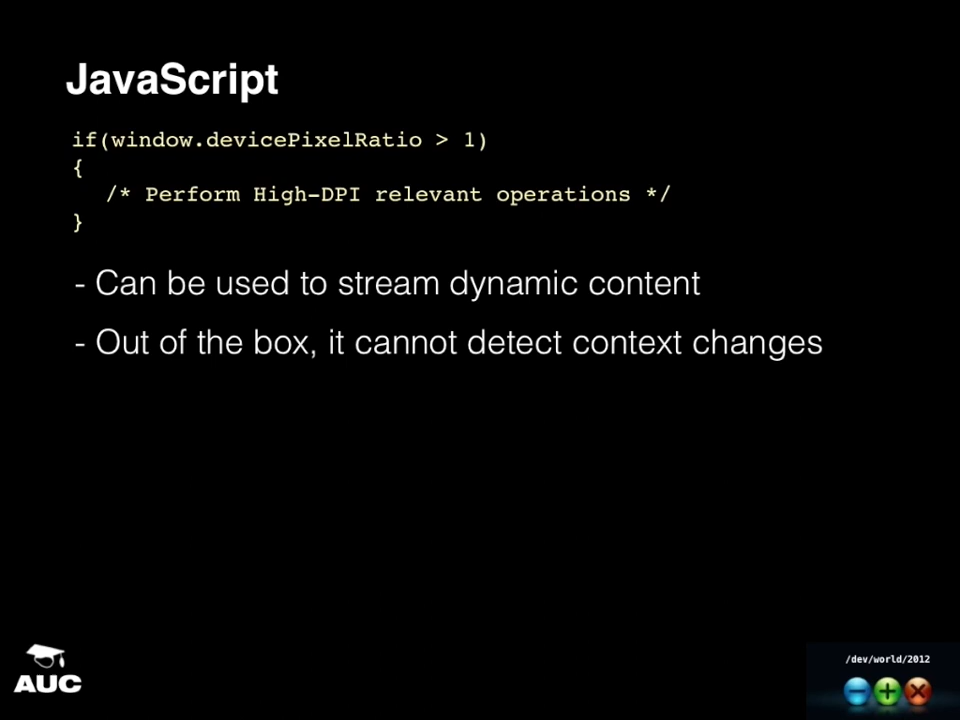 JavaScript
if(window.devicePixelRatio > 1)
{
/* Perform High-DPI relevant operations */
}
- Can be used to stream dynamic content
- Out of the box, it cannot detect context changes
AUC
/dev/world/2012